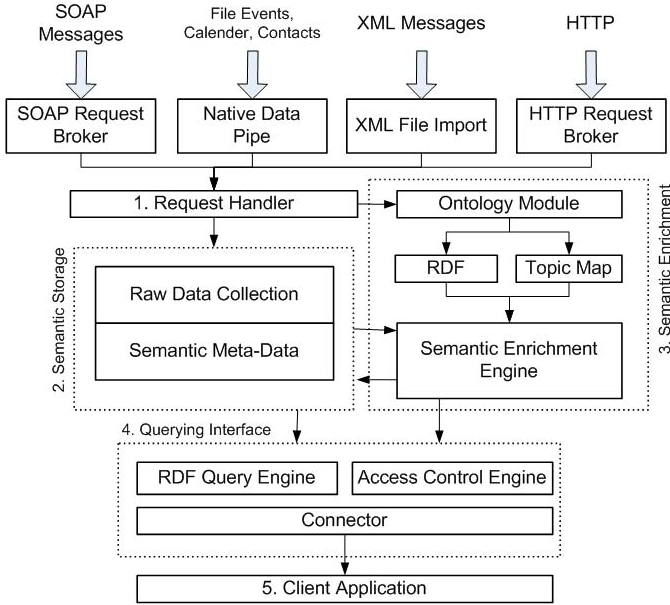 SOAP
Messages
File Events,
Calender, Contacts
XML Messages
HTTP
SOAP Request
Broker
Native Data
Pipe
XML File Import
HTTP Request
Broker
1. Request Handler
Ontology Module
RDF
Topic Map
Raw Data Collection
Semantic Meta-Data
Semantic Enrichment
Engine
2. Semantic Storage
3. Semantic Enrichment
4. Querying Interface
RDF Query Engine
Access Control Engine
Connector
5. Client Application